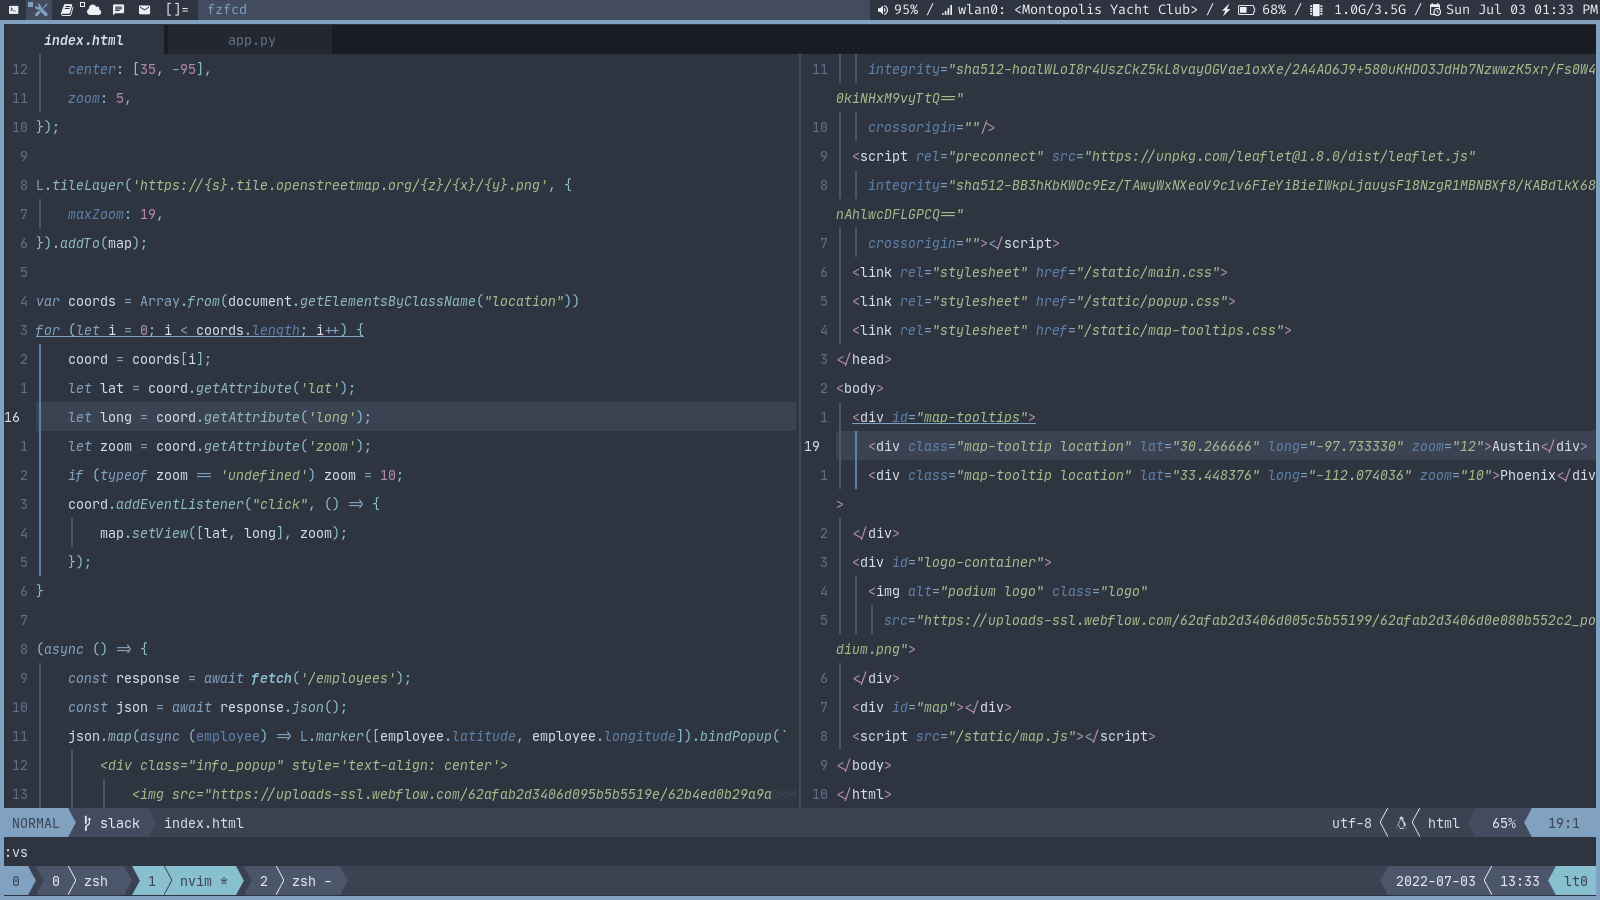 []= fzfcd 95% / wlan0: <Montopolis Yacht Club> / 68% / 1.0G/3.5G / Sun Jul 03 01:33 PM
index.html app.py
12 center: [35, -95],
11 zoom: 5,
10 });
9
8 L.tileLayer('https://{s}.tile.openstreetmap.org/{z}/{x}/{y}.png', {
7 maxZoom: 19,
6 }).addTo(map);
5
4 var coords = Array.from(document.getElementsByClassName("location"))
3 for (let i = 0; i < coords.length; i++) {
2 coord = coords[i];
1 let lat = coord.getAttribute('lat');
16 let long = coord.getAttribute('long');
1 let zoom = coord.getAttribute('zoom');
2 if (typeof zoom == 'undefined') zoom = 10;
3 coord.addEventListener("click", () => {
4 map.setView([lat, long], zoom);
5 });
6 }
7
8 (async () => {
9 const response = await fetch('/employees');
10 const json = await response.json();
11 json.map(async (employee) => L.marker([employee.latitude, employee.longitude]).bindPopup(`
12 <div class="info_popup" style='text-align: center'>
13 <img src="https://uploads-ssl.webflow.com/62afab2d3406d095b5b5519e/62b4ed0b29a9a@@@
11 integrity="sha512-hoalWLoI8r4UszCkZ5kL8vayOGVae1oxXe/2A4AO6J9+580uKHDO3JdHb7NzwwzK5xr/Fs0W4
0kiNHxM9vyTtQ=="
10 crossorigin=""/>
9 <script rel="preconnect" src="https://unpkg.com/leaflet@1.8.0/dist/leaflet.js"
8 integrity="sha512-BB3hKbKWOc9Ez/TAwyWxNXeoV9c1v6FIeYiBieIWkpLjauysF18NzgR1MBNBXf8/KABdlkX68
nAhlwcDFLGPCQ=="
7 crossorigin=""></script>
6 <link rel="stylesheet" href="/static/main.css">
5 <link rel="stylesheet" href="/static/popup.css">
4 <link rel="stylesheet" href="/static/map-tooltips.css">
3 </head>
2 <body>
1 <div id="map-tooltips">
19 <div class="map-tooltip location" lat="30.266666" long="-97.733330" zoom="12">Austin</div>
1 <div class="map-tooltip location" lat="33.448376" long="-112.074036" zoom="10">Phoenix</div
>
2 </div>
3 <div id="logo-container">
4 <img alt="podium logo" class="logo"
5 src="https://uploads-ssl.webflow.com/62afab2d3406d005c5b55199/62afab2d3406d0e080b552c2_po
dium.png">
6 </div>
7 <div id="map"></div>
8 <script src="/static/map.js"></script>
9 </body>
10 </html>
NORMAL slack index.html utf-8 html 65% 19:1
:vs
0 0 zsh 1 nvim * 2 zsh - 2022-07-03 13:33 lt0